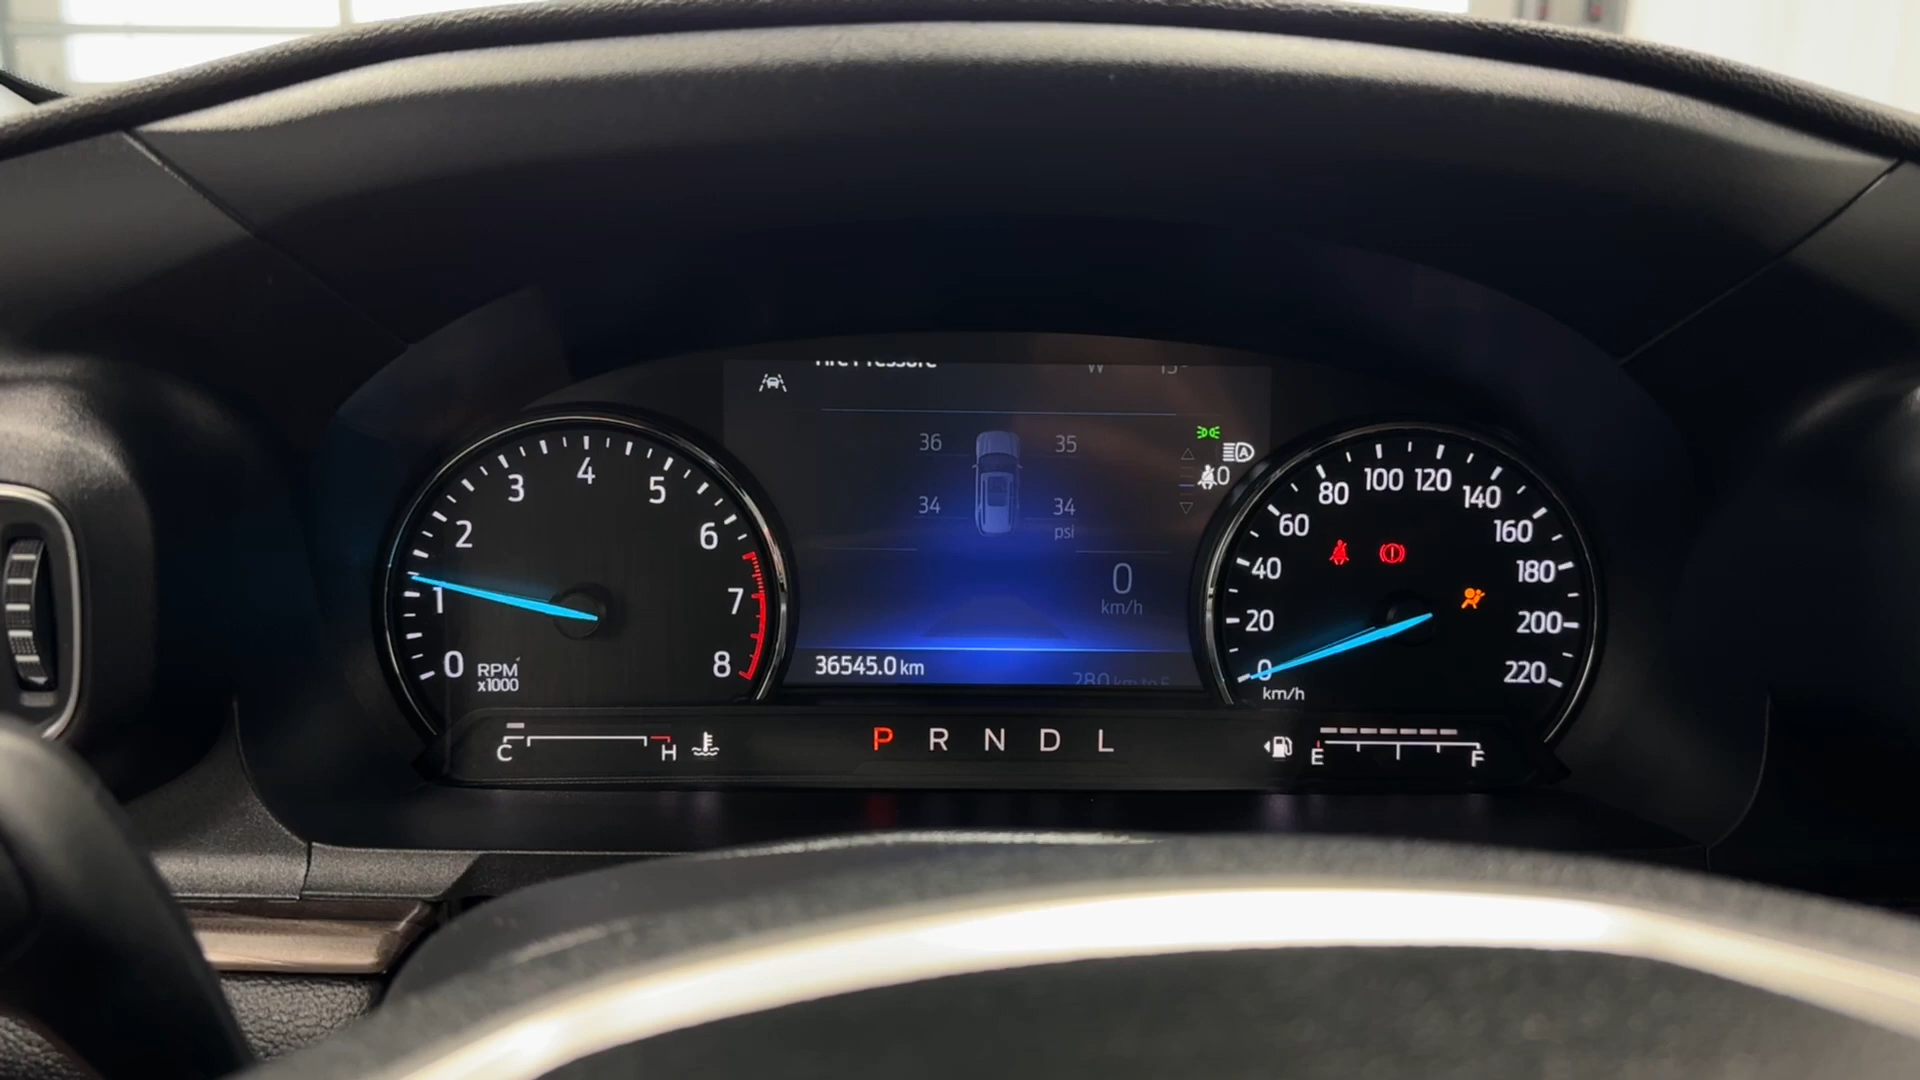 Tire Pressure W 15°
36 35
34 34
psi
0
km/h
36545.0 km 280 km to E
0 1 2 3 4 5 6 7 8
RPM
x1000
0 20 40 60 80 100 120 140 160 180 200 220
km/h
C H
P R N D L
E F